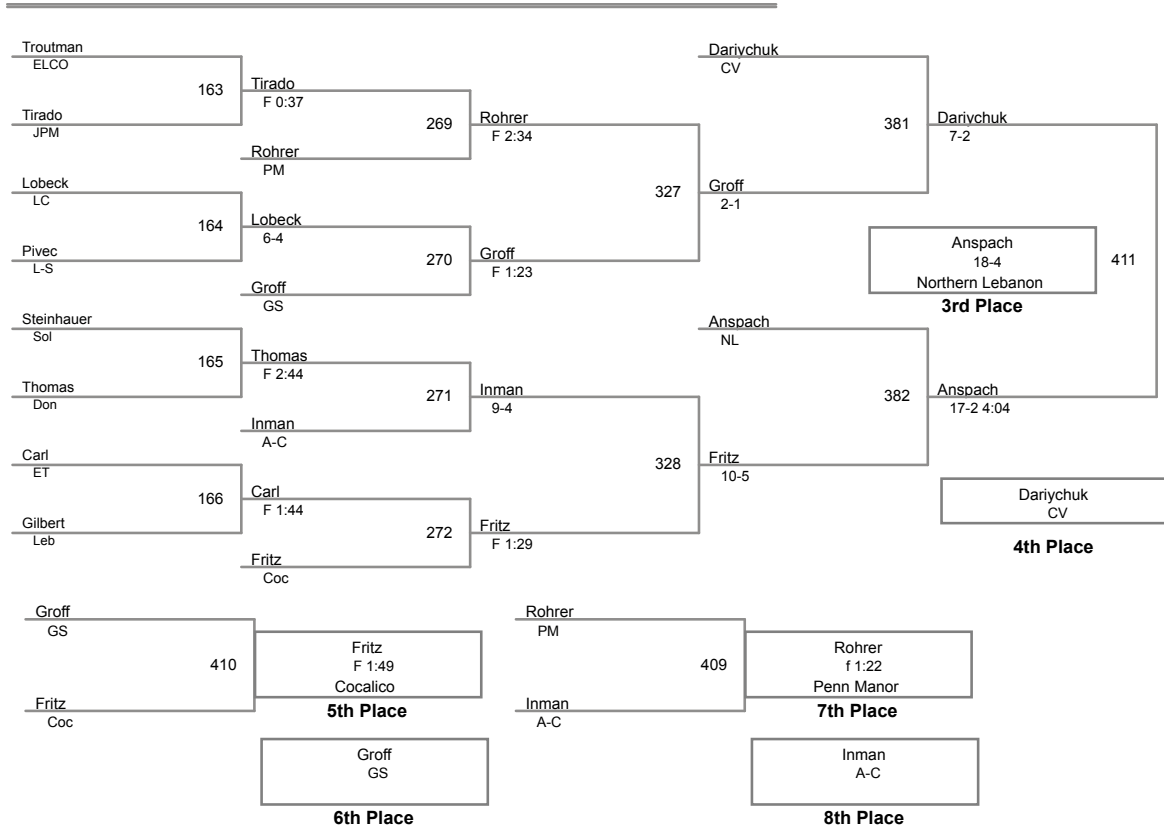 Troutman
ELCO
163
Tirado
JPM
Lobeck
LC
164
Pivec
L-S
Steinhauer
Sol
165
Thomas
Don
Carl
ET
166
Gilbert
Leb
Tirado
F 0:37
269
Rohrer
PM
Lobeck
6-4
270
Groff
GS
Thomas
F 2:44
271
Inman
A-C
Carl
F 1:44
272
Fritz
Coc
Rohrer
F 2:34
327
Groff
F 1:23
Inman
9-4
328
Fritz
F 1:29
Dariychuk
CV
381
Groff
2-1
Anspach
NL
382
Fritz
10-5
Dariychuk
7-2
411
Anspach
17-2 4:04
Anspach
18-4
Northern Lebanon
3rd Place
Dariychuk
CV
4th Place
Groff
GS
410
Fritz
Coc
Fritz
F 1:49
Cocalico
5th Place
Groff
GS
6th Place
Rohrer
PM
409
Inman
A-C
Rohrer
f 1:22
Penn Manor
7th Place
Inman
A-C
8th Place